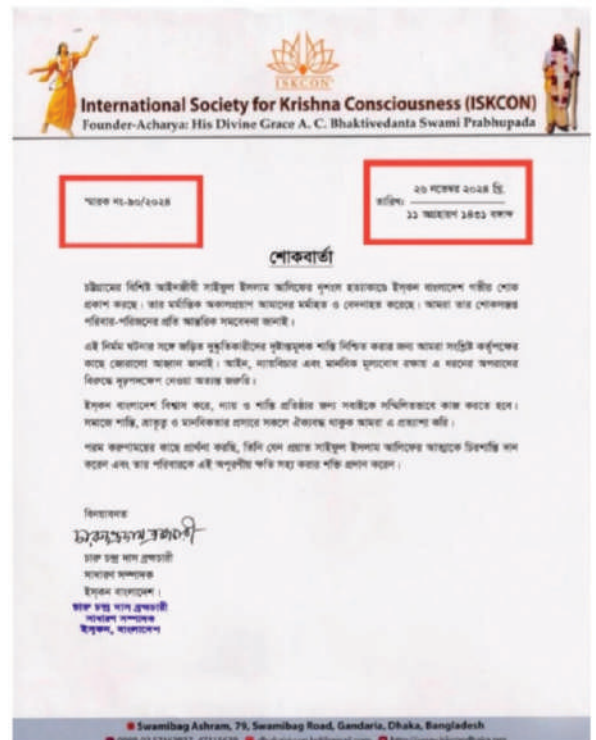 ISKCON
International Society for Krishna Consciousness (ISKCON)
Founder-Acharya: His Divine Grace A. C. Bhaktivedanta Swami Prabhupada
স্মারক নং-৯০/২০২৪
২৬ নভেম্বর ২০২৪ খ্রি.
তারিখ:
১১ অগ্রহায়ণ ১৪৩১ বঙ্গাব্দ
শোকবার্তা
চট্টগ্রামের বিশিষ্ট আইনজীবী সাইফুল ইসলাম আলিফের নৃশংস হত্যাকাণ্ডে ইসকন বাংলাদেশ গভীর শোক
প্রকাশ করছে। তার মর্মান্তিক অকালপ্রয়াণ আমাদের মর্মাহত ও বেদনাহত করেছে। আমরা তার শোকসন্তপ্ত
পরিবার-পরিজনের প্রতি আন্তরিক সমবেদনা জানাই।
এই নির্মম ঘটনার সঙ্গে জড়িত দুষ্কৃতিকারীদের দৃষ্টান্তমূলক শাস্তি নিশ্চিত করার জন্য আমরা সংশ্লিষ্ট কর্তৃপক্ষের
কাছে জোরালো আহ্বান জানাই। আইন, ন্যায়বিচার এবং মানবিক মূল্যবোধ রক্ষায় এ ধরনের অপরাধের
বিরুদ্ধে দৃঢ়পদক্ষেপ নেওয়া অত্যন্ত জরুরি।
ইসকন বাংলাদেশ বিশ্বাস করে, ন্যায় ও শান্তি প্রতিষ্ঠার জন্য সবাইকে সম্মিলিতভাবে কাজ করতে হবে।
সমাজে শান্তি, ভ্রাতৃত্ব ও মানবিকতার প্রসারে সকলে ঐক্যবদ্ধ থাকুক আমরা এ প্রত্যাশা করি।
পরম করুণাময়ের কাছে প্রার্থনা করছি, তিনি যেন প্রয়াত সাইফুল ইসলাম আলিফের আত্মাকে চিরশান্তি দান
করেন এবং তার পরিবারকে এই অপূরণীয় ক্ষতি সহ্য করার শক্তি প্রদান করেন।
বিনয়াবনত
চারু চন্দ্র দাস ব্রহ্মচারী
সাধারণ সম্পাদক
ইসকন বাংলাদেশ।
চারু চন্দ্র দাস ব্রহ্মচারী
সাধারণ সম্পাদক
ইসকন, বাংলাদেশ
Swamibag Ashram, 79, Swamibag Road, Gandaria, Dhaka, Bangladesh